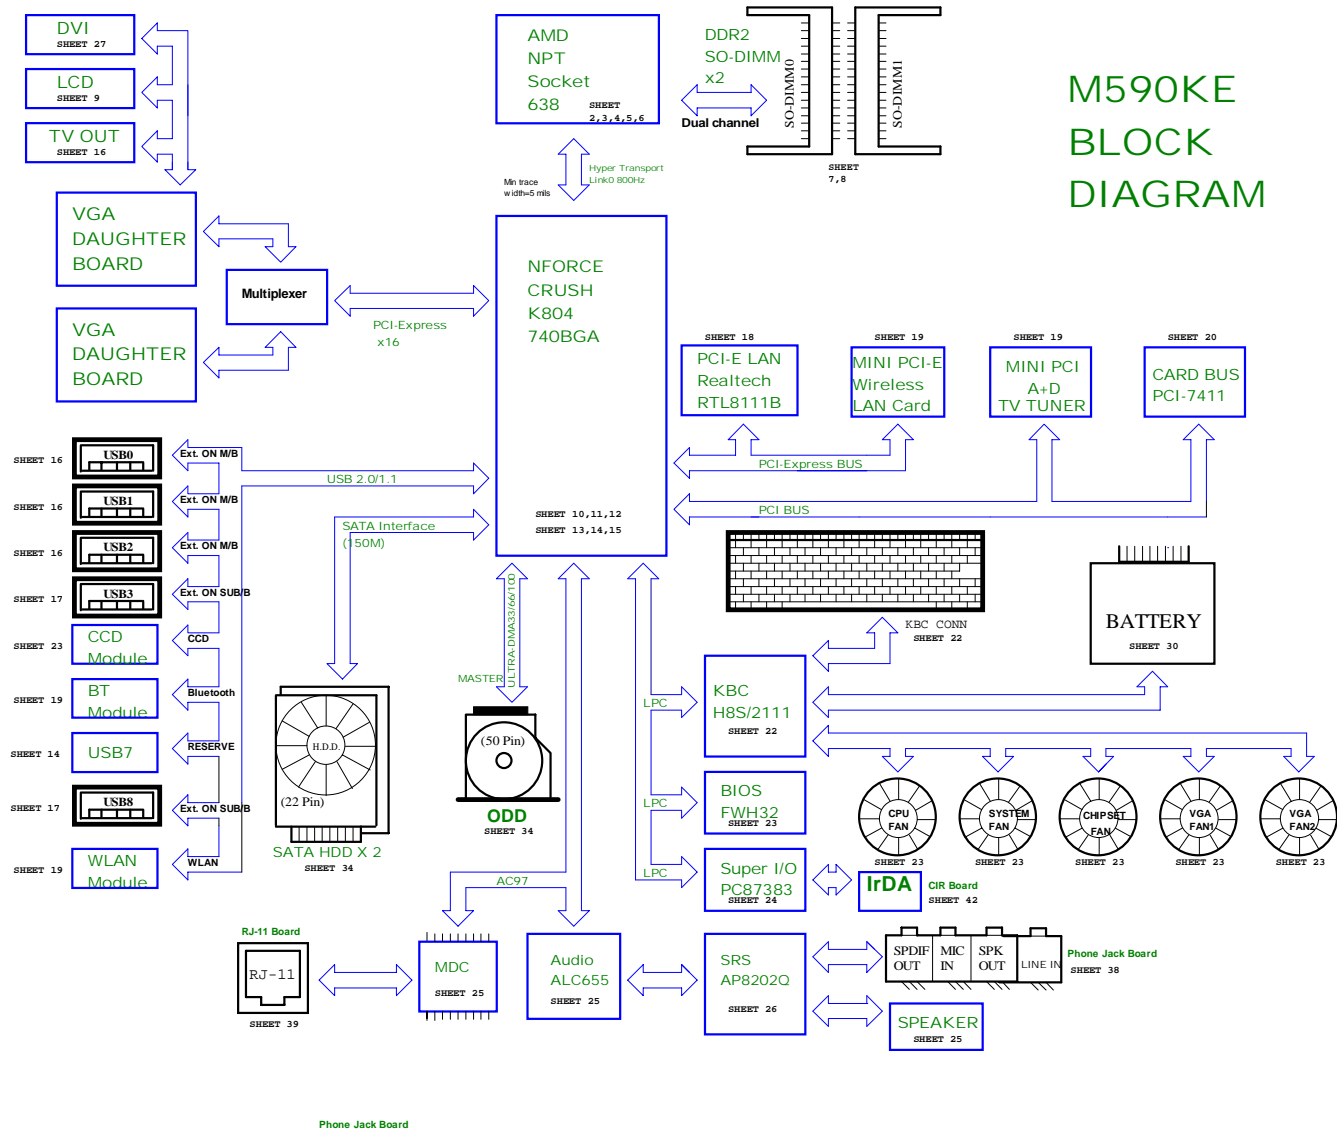 DVI
SHEET 27
LCD
SHEET 9
TV OUT
SHEET 16
AMD
NPT
Socket
638
SHEET
2,3,4,5,6
DDR2
SO-DIMM
x2
Dual channel
SO-DIMM0
SO-DIMM1
SHEET
7,8
M590KE
BLOCK
DIAGRAM
Min trace
width=5 mils
Hyper Transport
Link0 800Hz
VGA
DAUGHTER
BOARD
Multiplexer
VGA
DAUGHTER
BOARD
PCI-Express
x16
NFORCE
CRUSH
K804
740BGA
SHEET 10,11,12
SHEET 13,14,15
SHEET 18
PCI-E LAN
Realtech
RTL8111B
SHEET 19
MINI PCI-E
Wireless
LAN Card
SHEET 19
MINI PCI
A+D
TV TUNER
SHEET 20
CARD BUS
PCI-7411
PCI-Express BUS
PCI BUS
USB 2.0/1.1
SATA Interface
(150M)
SHEET 16
USB0
Ext. ON M/B
SHEET 16
USB1
Ext. ON M/B
SHEET 16
USB2
Ext. ON M/B
SHEET 17
USB3
Ext. ON SUB/B
SHEET 23
CCD
Module
CCD
SHEET 19
BT
Module
Bluetooth
SHEET 14
USB7
RESERVE
SHEET 17
USB8
Ext. ON SUB/B
SHEET 19
WLAN
Module
WLAN
H.D.D.
(22 Pin)
SATA HDD X 2
SHEET 34
MASTER
ULTRA-DMA33/66/100
(50 Pin)
ODD
SHEET 34
KBC CONN
SHEET 22
BATTERY
SHEET 30
LPC
KBC
H8S/2111
SHEET 22
LPC
BIOS
FWH32
SHEET 23
LPC
Super I/O
PC87383
SHEET 24
CPU
FAN
SHEET 23
SYSTEM
FAN
SHEET 23
CHIPSET
FAN
SHEET 23
VGA
FAN1
SHEET 23
VGA
FAN2
SHEET 23
IrDA
CIR Board
SHEET 42
AC97
RJ-11 Board
RJ-11
SHEET 39
MDC
SHEET 25
Audio
ALC655
SHEET 25
SRS
AP8202Q
SHEET 26
SPDIF
OUT
MIC
IN
SPK
OUT
LINE IN
Phone Jack Board
SHEET 38
SPEAKER
SHEET 25
Phone Jack Board